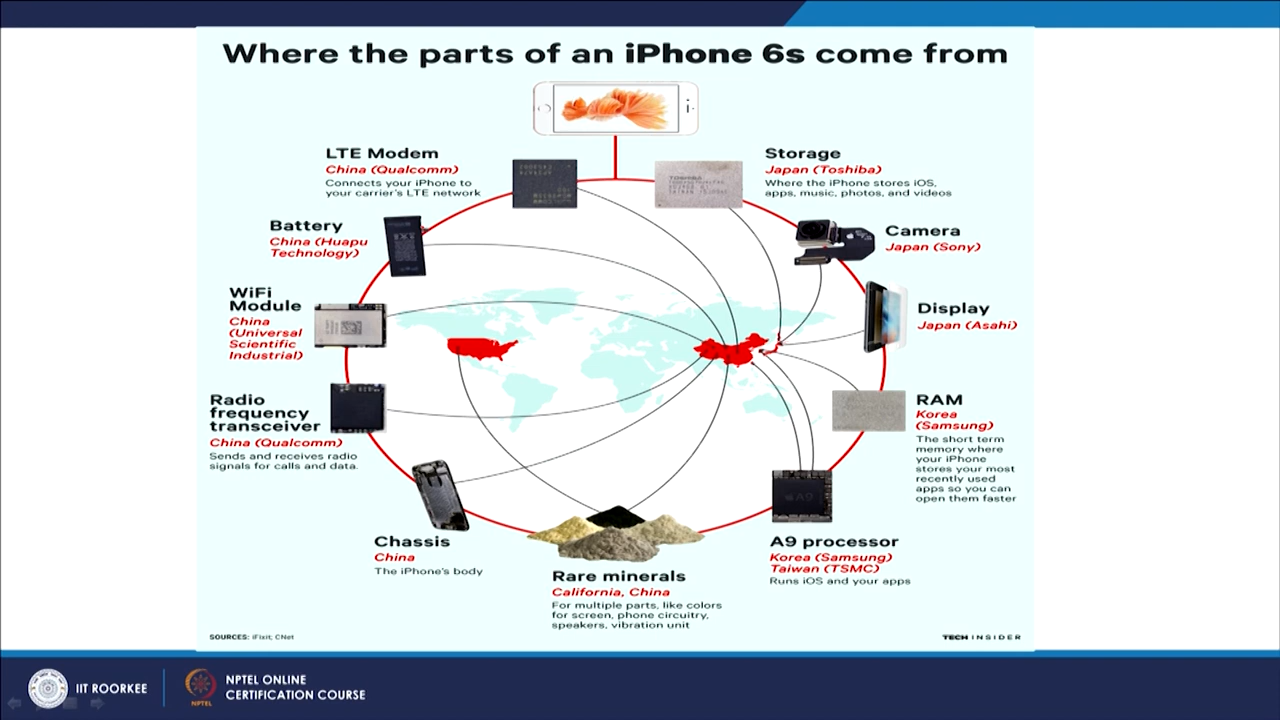 Where the parts of an iPhone 6s come from
LTE Modem
China (Qualcomm)
Connects your iPhone to
your carrier's LTE network
Storage
Japan (Toshiba)
Where the iPhone stores iOS,
apps, music, photos, and videos
TOSHIBA
Battery
China (Huapu
Technology)
Camera
Japan (Sony)
WiFi
Module
China
(Universal
Scientific
Industrial)
Display
Japan (Asahi)
Radio
frequency
transceiver
China (Qualcomm)
Sends and receives radio
signals for calls and data.
RAM
Korea
(Samsung)
The short term
memory where
your iPhone
stores your most
recently used
apps so you can
open them faster
A9
Chassis
China
The iPhone's body
Rare minerals
California, China
For multiple parts, like colors
for screen, phone circuitry,
speakers, vibration unit
A9 processor
Korea (Samsung)
Taiwan (TSMC)
Runs iOS and your apps
SOURCES: iFixit; CNet
TECH INSIDER
IIT ROORKEE
NPTEL
NPTEL ONLINE
CERTIFICATION COURSE